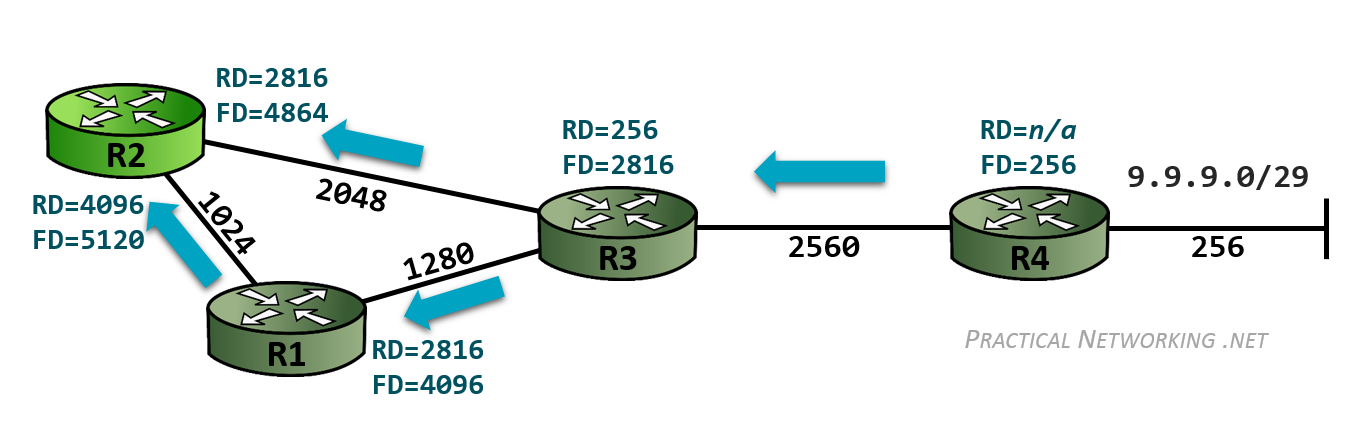 RD=2816
FD=4864
R2
RD=4096
FD=5120
1024
2048
RD=256
FD=2816
R3
1280
R1
RD=2816
FD=4096
2560
RD=n/a
FD=256
R4
9.9.9.0/29
256
PRACTICAL NETWORKING .NET